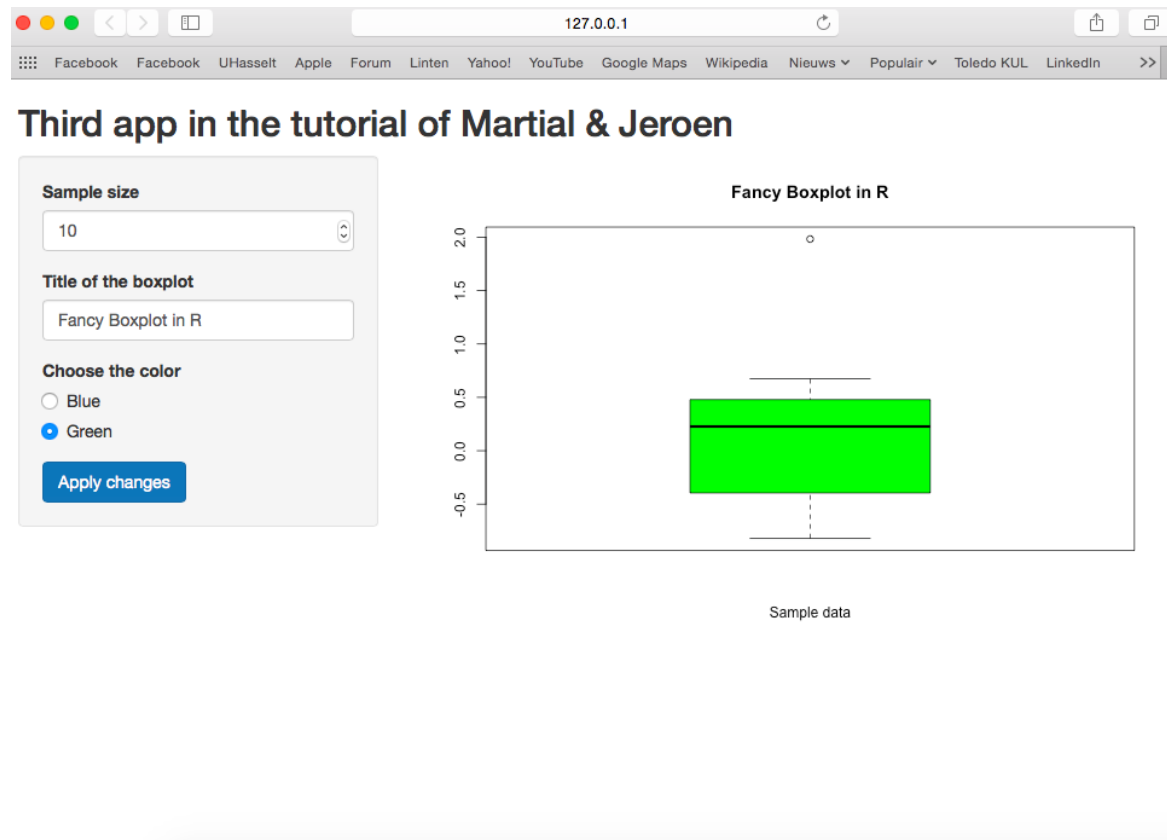 127.0.0.1
Facebook Facebook UHasselt Apple Forum Linten Yahoo! YouTube Google Maps Wikipedia Nieuws Populair Toledo KUL LinkedIn >>
Third app in the tutorial of Martial & Jeroen
Sample size
10
Title of the boxplot
Fancy Boxplot in R
Choose the color
Blue
Green
Apply changes
Fancy Boxplot in R
2.0
1.5
1.0
0.5
0.0
-0.5
Sample data